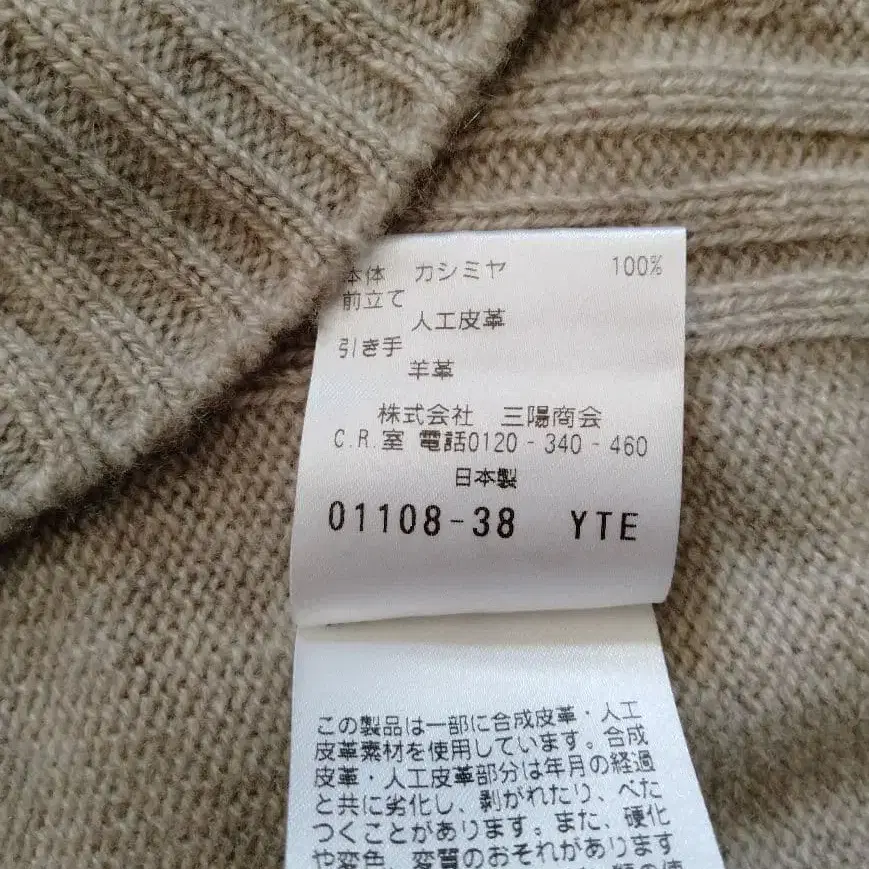 本体 カシミヤ 100%
前立て
人工皮革
引き手
羊革
株式会社 三陽商会
C.R.室 電話0120-340-460
日本製
01108-38 YTE
この製品は一部に合成皮革・人工
皮革素材を使用しています。合成
皮革・人工皮革部分は年月の経過
と共に劣化し、剥がれたり、べた
つくことがあります。また、硬化
や変色、変質のおそれがあります